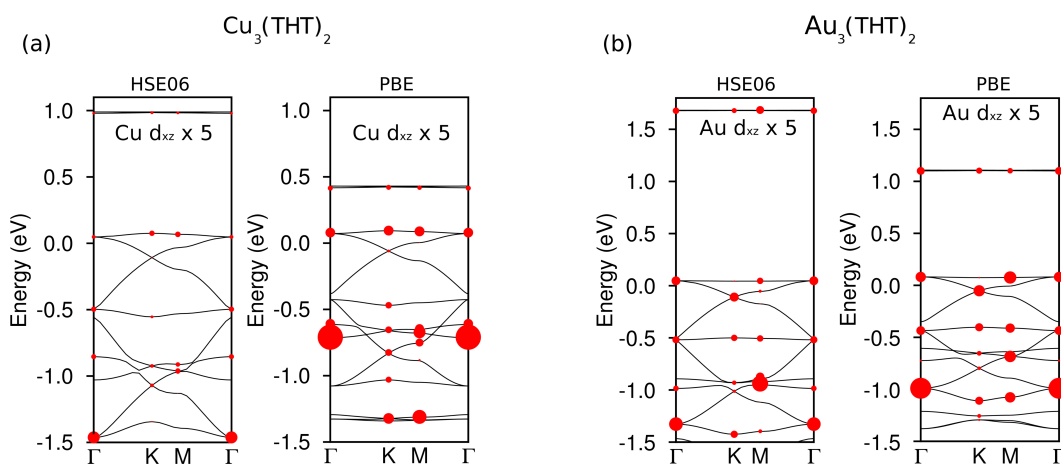 Cu3(THT)2
(a)
HSE06
PBE
Energy (eV)
1.0
0.5
0.0
-0.5
-1.0
-1.5
Cu dxz x 5
Γ K M Γ
Energy (eV)
1.0
0.5
0.0
-0.5
-1.0
-1.5
Cu dxz x 5
Γ K M Γ
Au3(THT)2
(b)
HSE06
PBE
Energy (eV)
1.5
1.0
0.5
0.0
-0.5
-1.0
-1.5
Au dxz x 5
Γ K M Γ
Energy (eV)
1.5
1.0
0.5
0.0
-0.5
-1.0
-1.5
Au dxz x 5
Γ K M Γ